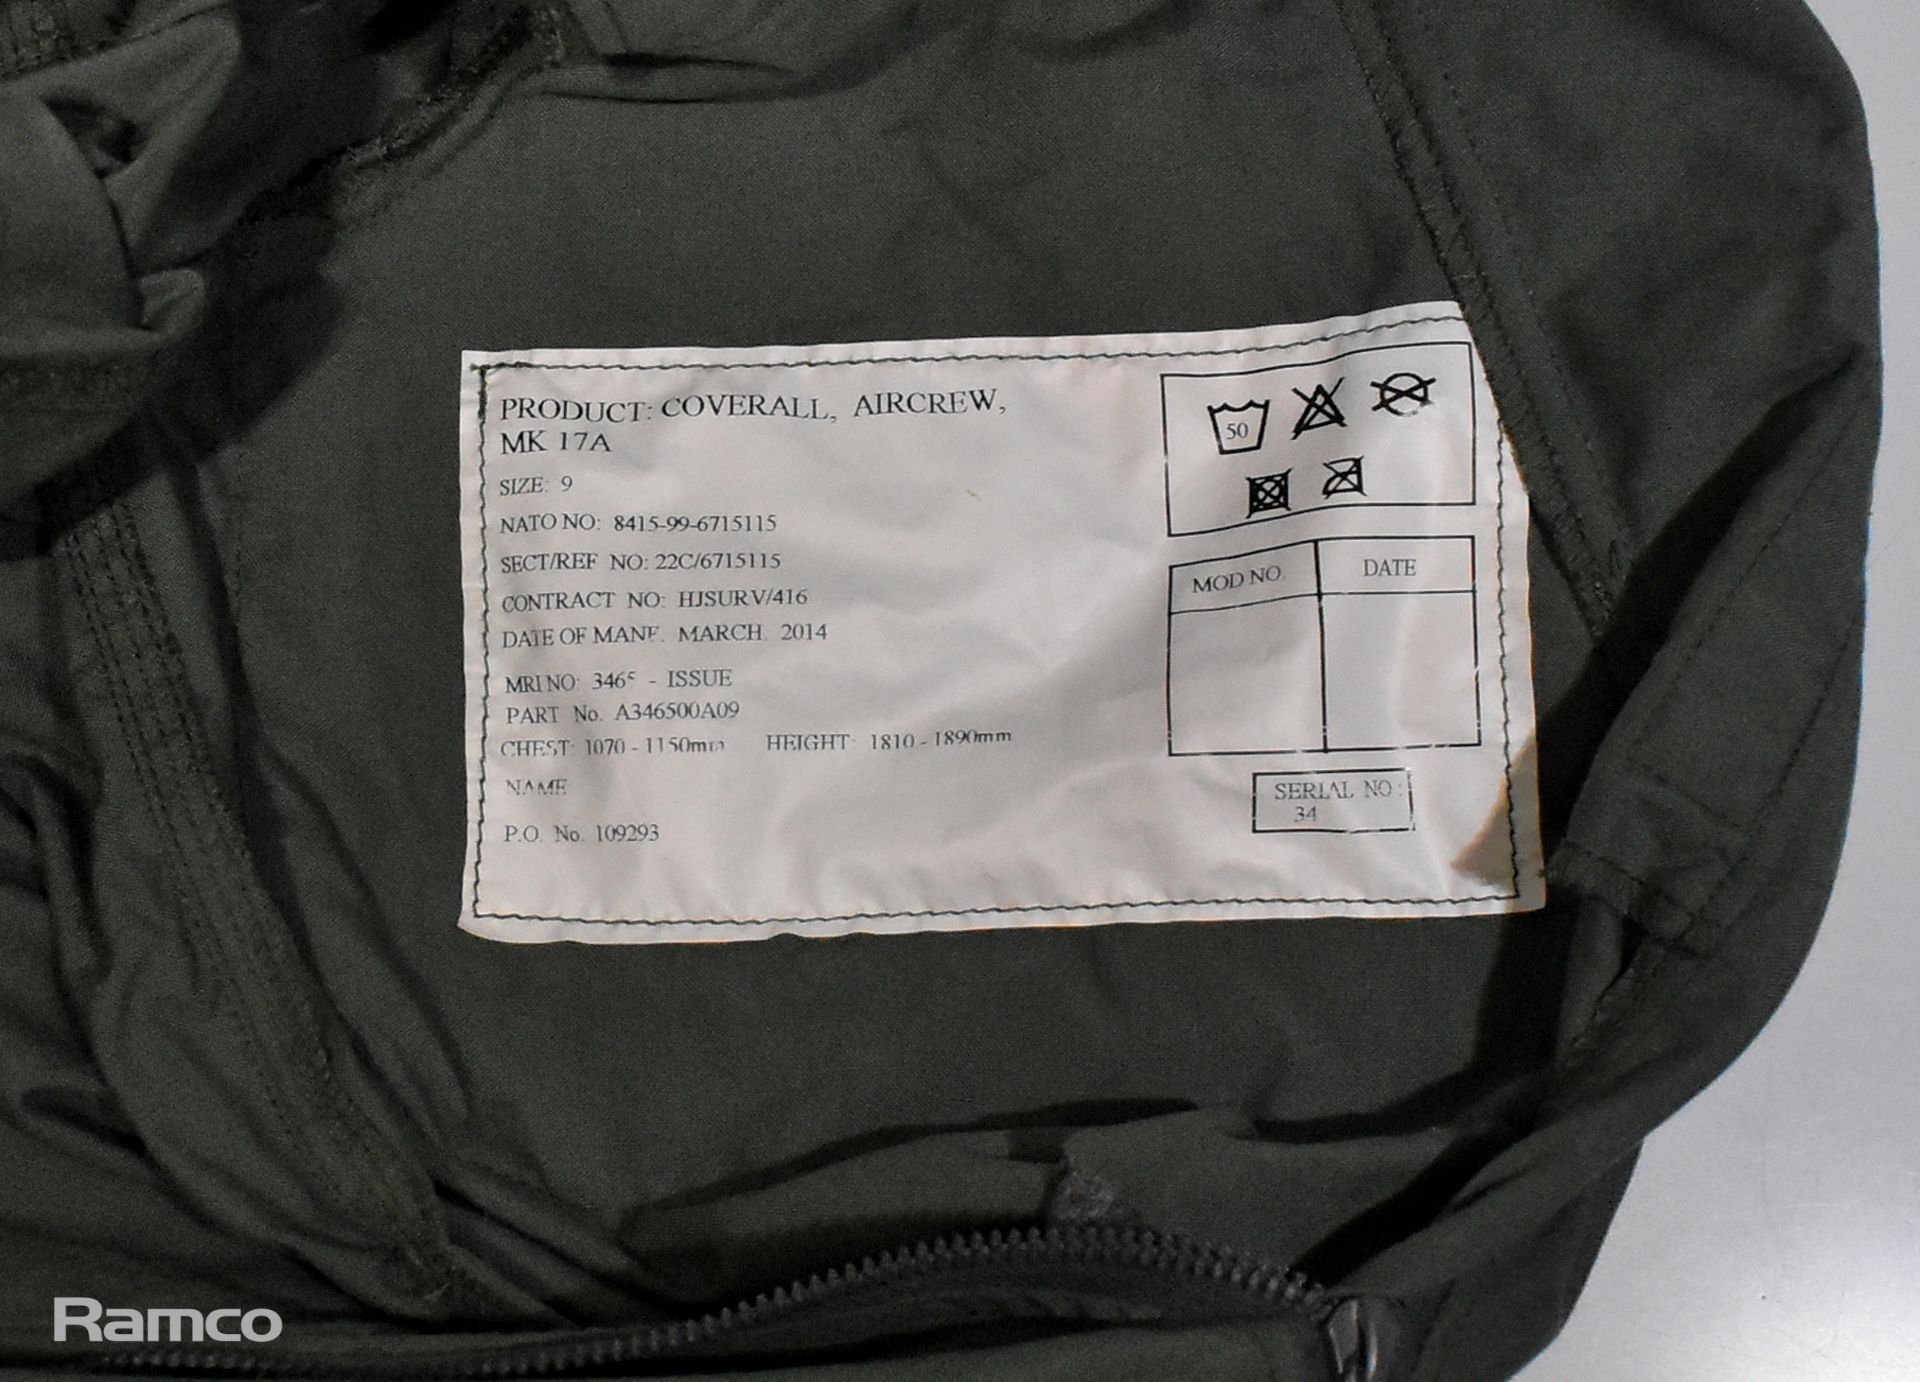 PRODUCT: COVERALL, AIRCREW,
MK 17A
SIZE: 9
NATO NO: 8415-99-6715115
SECT/REF NO: 22C/6715115
CONTRACT NO: HJSURV/416
DATE OF MANF. MARCH. 2014
MRI NO: 3465 - ISSUE
PART No. A346500A09
CHEST: 1070 - 1150mm HEIGHT: 1810 - 1890mm
NAME
P.O. No. 109293
50
MOD NO. DATE
SERIAL NO:
34
Ramco